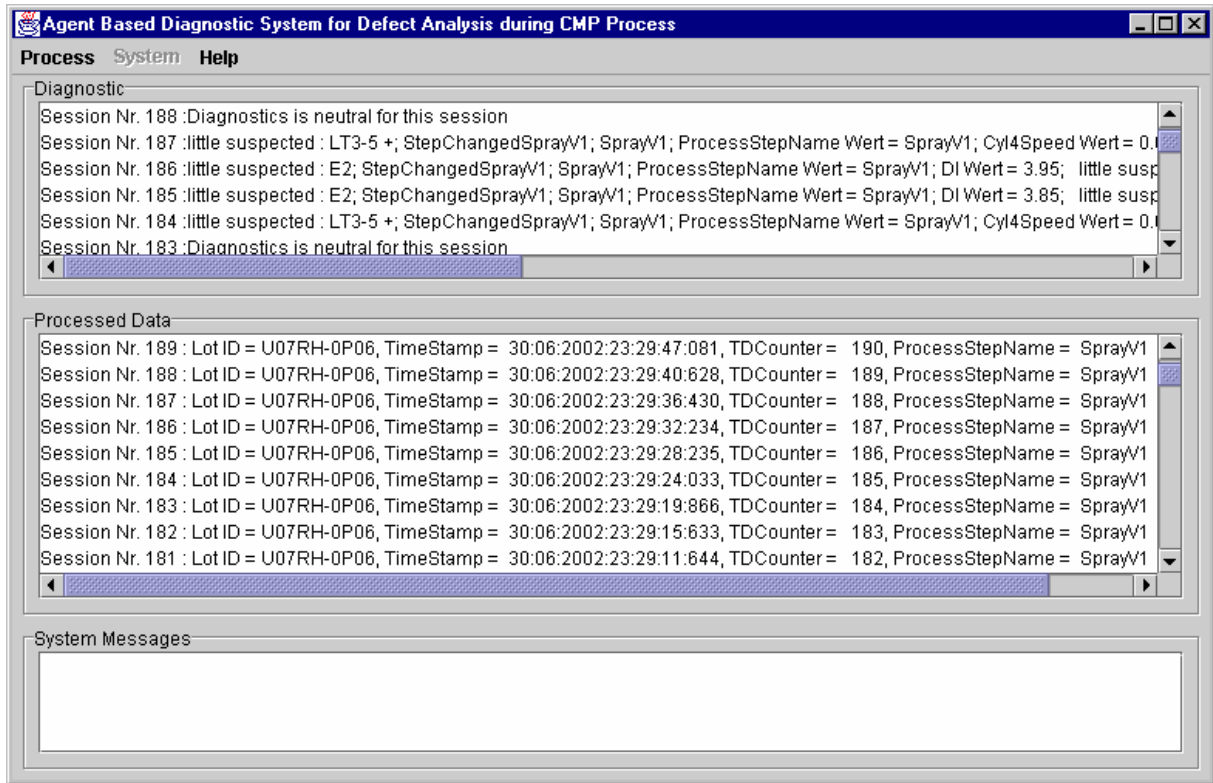 Agent Based Diagnostic System for Defect Analysis during CMP Process
Process System Help
Diagnostic
Session Nr. 188 :Diagnostics is neutral for this session
Session Nr. 187 :little suspected : LT3-5 +; StepChangedSprayV1; SprayV1; ProcessStepName Wert = SprayV1; Cyl4Speed Wert = 0.
Session Nr. 186 :little suspected : E2; StepChangedSprayV1; SprayV1; ProcessStepName Wert = SprayV1; DI Wert = 3.95; little susp
Session Nr. 185 :little suspected : E2; StepChangedSprayV1; SprayV1; ProcessStepName Wert = SprayV1; DI Wert = 3.85; little susp
Session Nr. 184 :little suspected : LT3-5 +; StepChangedSprayV1; SprayV1; ProcessStepName Wert = SprayV1; Cyl4Speed Wert = 0.
Session Nr. 183 :Diagnostics is neutral for this session
Processed Data
Session Nr. 189 : Lot ID = U07RH-0P06, TimeStamp = 30:06:2002:23:29:47:081, TDCounter = 190, ProcessStepName = SprayV1
Session Nr. 188 : Lot ID = U07RH-0P06, TimeStamp = 30:06:2002:23:29:40:628, TDCounter = 189, ProcessStepName = SprayV1
Session Nr. 187 : Lot ID = U07RH-0P06, TimeStamp = 30:06:2002:23:29:36:430, TDCounter = 188, ProcessStepName = SprayV1
Session Nr. 186 : Lot ID = U07RH-0P06, TimeStamp = 30:06:2002:23:29:32:234, TDCounter = 187, ProcessStepName = SprayV1
Session Nr. 185 : Lot ID = U07RH-0P06, TimeStamp = 30:06:2002:23:29:28:235, TDCounter = 186, ProcessStepName = SprayV1
Session Nr. 184 : Lot ID = U07RH-0P06, TimeStamp = 30:06:2002:23:29:24:033, TDCounter = 185, ProcessStepName = SprayV1
Session Nr. 183 : Lot ID = U07RH-0P06, TimeStamp = 30:06:2002:23:29:19:866, TDCounter = 184, ProcessStepName = SprayV1
Session Nr. 182 : Lot ID = U07RH-0P06, TimeStamp = 30:06:2002:23:29:15:633, TDCounter = 183, ProcessStepName = SprayV1
Session Nr. 181 : Lot ID = U07RH-0P06, TimeStamp = 30:06:2002:23:29:11:644, TDCounter = 182, ProcessStepName = SprayV1
System Messages